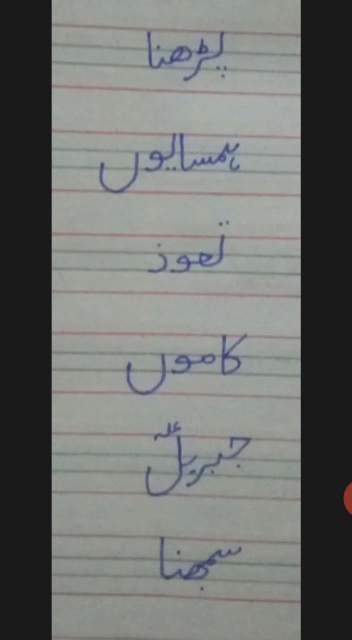 پڑھنا
ہمسایوں
تعوذ
کاموں
جبریلؑ
سمجھنا